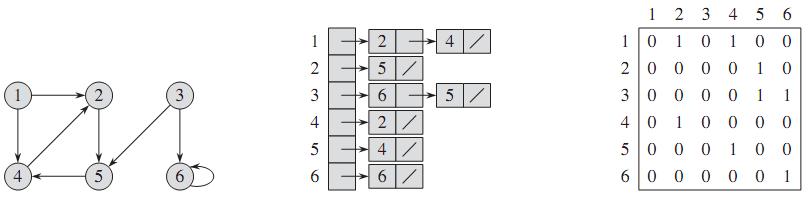 1 2 3
4 5 6
1 2 4 /
2 5 /
3 6 5 /
4 2 /
5 4 /
6 6 /
1 2 3 4 5 6
1 0 1 0 1 0 0
2 0 0 0 0 1 0
3 0 0 0 0 1 1
4 0 1 0 0 0 0
5 0 0 0 1 0 0
6 0 0 0 0 0 1